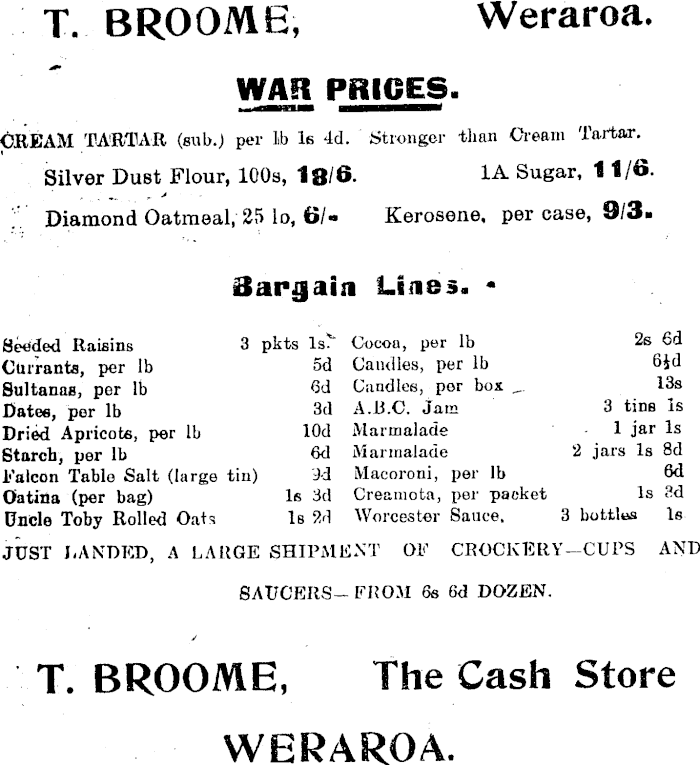 T. BROOME, Weraroa.
WAR PRICES.
CREAM TARTAR (sub.) per lb 1s 4d. Stronger than Cream Tartar.
Silver Dust Flour, 100s, 18/6. 1A Sugar, 11/6.
Diamond Oatmeal, 25 lo, 6/- Kerosene, per case, 9/3.
Bargain Lines.
Seeded Raisins 3 pkts 1s. Cocoa, per lb 2s 6d
Currants, per lb 5d Candles, per lb 6½d
Sultanas, per lb 6d Candles, per box 13s
Dates, per lb 3d A.B.C. Jam 3 tins 1s
Dried Apricots, per lb 10d Marmalade 1 jar 1s
Starch, per lb 6d Marmalade 2 jars 1s 8d
Falcon Table Salt (large tin) 9d Macoroni, per lb 6d
Oatina (per bag) 1s 3d Creamota, per packet 1s 3d
Uncle Toby Rolled Oats 1s 2d Worcester Sauce, 3 bottles 1s
JUST LANDED, A LARGE SHIPMENT OF CROCKERY—CUPS AND
SAUCERS—FROM 6s 6d DOZEN.
T. BROOME, The Cash Store
WERAROA.